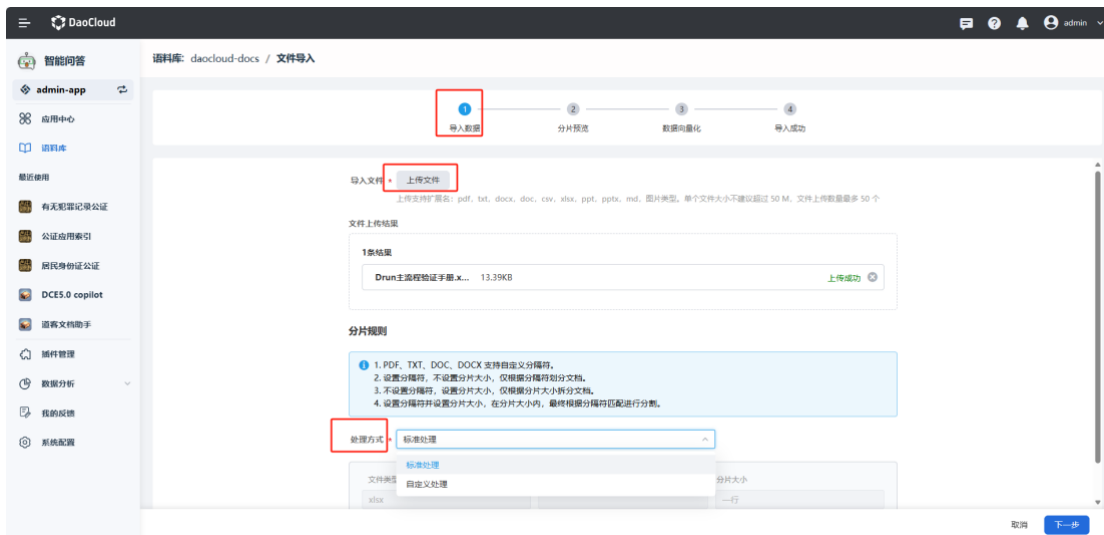 DaoCloud
admin
智能问答
语料库: daocloud-docs / 文件导入
admin-app
应用中心
语料库
最近使用
有无犯罪记录公证
公证应用索引
居民身份证公证
DCE5.0 copilot
道客文档助手
插件管理
数据分析
我的反馈
系统配置
1 2 3 4
导入数据 分片预览 数据向量化 导入成功
导入文件 * 上传文件
上传支持扩展名: pdf, txt, docx, doc, csv, xlsx, ppt, pptx, md, 图片类型。单个文件大小不建议超过 50 M, 文件上传数量最多 50 个
文件上传结果
1条结果
Drun主流程验证手册.x... 13.39KB 上传成功
分片规则
1. PDF、TXT、DOC、DOCX 支持自定义分隔符。
2. 设置分隔符，不设置分片大小，仅根据分隔符划分文档。
3. 不设置分隔符，设置分片大小，仅根据分片大小拆分文档。
4. 设置分隔符并设置分片大小，在分片大小内，最终根据分隔符匹配进行分割。
处理方式 * 标准处理
标准处理
自定义处理
文件类型 分片大小
xlsx 一行
取消 下一步